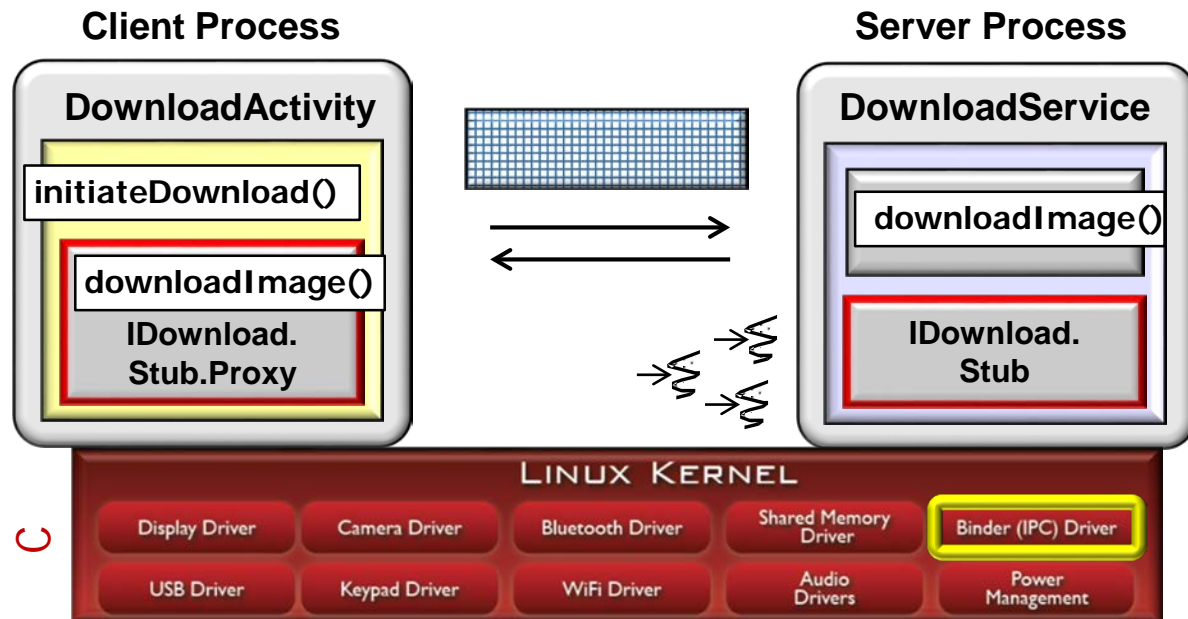 Client Process
Server Process
DownloadActivity
initiateDownload()
downloadImage()
IDownload.
Stub.Proxy
DownloadService
downloadImage()
IDownload.
Stub
LINUX KERNEL
C
Display Driver
Camera Driver
Bluetooth Driver
Shared Memory
Driver
Binder (IPC) Driver
USB Driver
Keypad Driver
WiFi Driver
Audio
Drivers
Power
Management